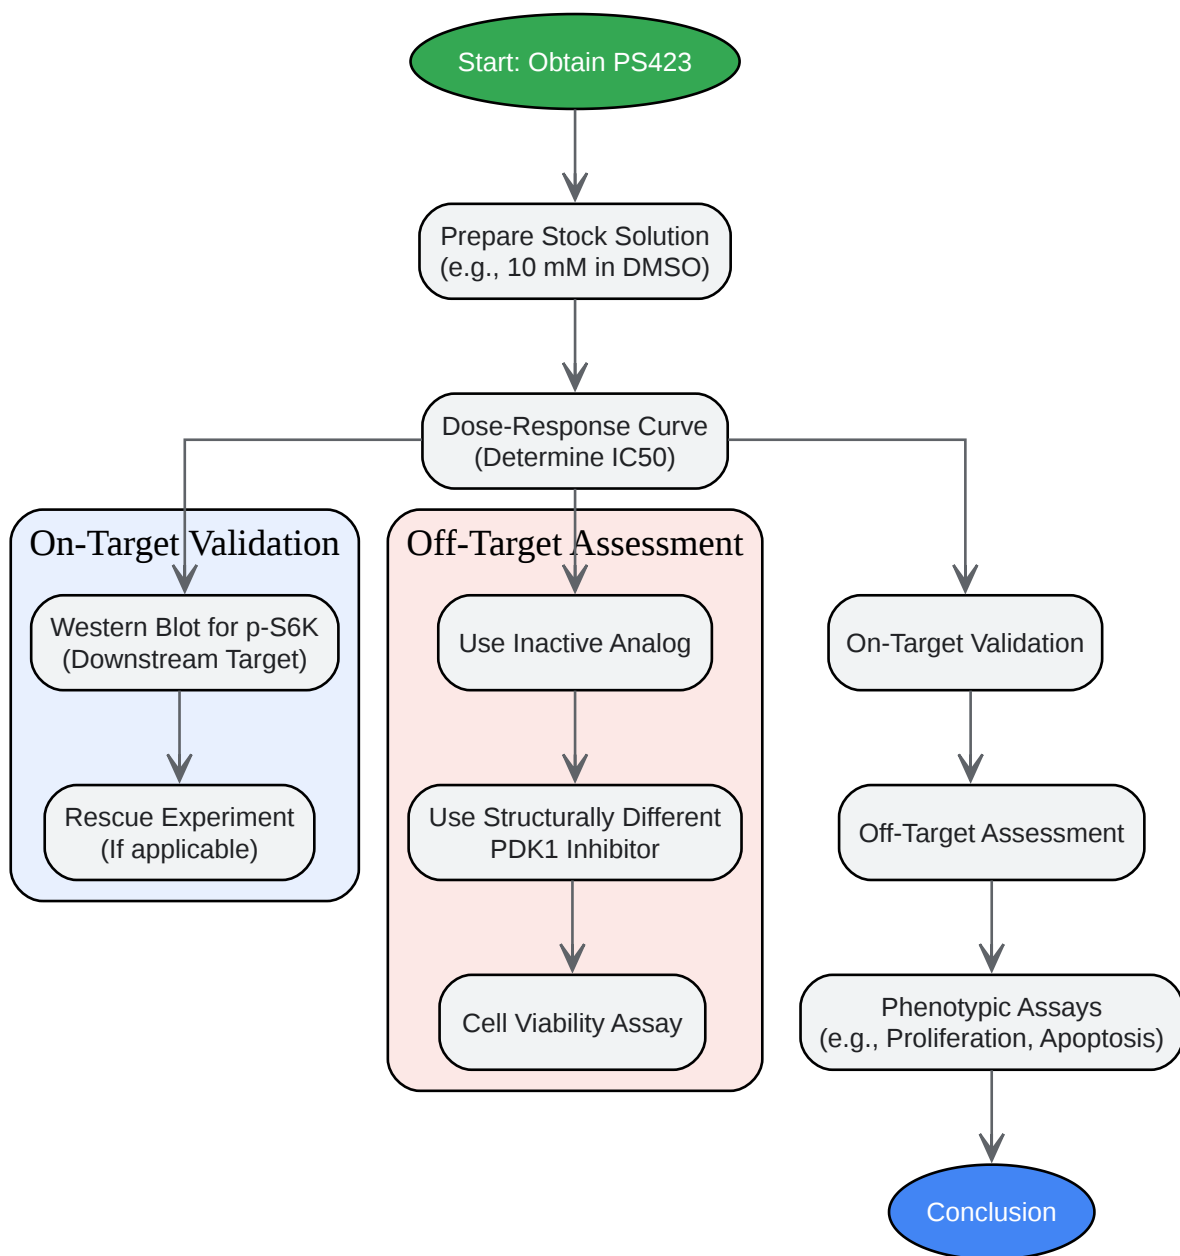 Start: Obtain PS423
Prepare Stock Solution
(e.g., 10 mM in DMSO)
Dose-Response Curve
(Determine IC50)
On-Target Validation
Western Blot for p-S6K
(Downstream Target)
Rescue Experiment
(If applicable)
Off-Target Assessment
Use Inactive Analog
Use Structurally Different
PDK1 Inhibitor
Cell Viability Assay
On-Target Validation
Off-Target Assessment
Phenotypic Assays
(e.g., Proliferation, Apoptosis)
Conclusion